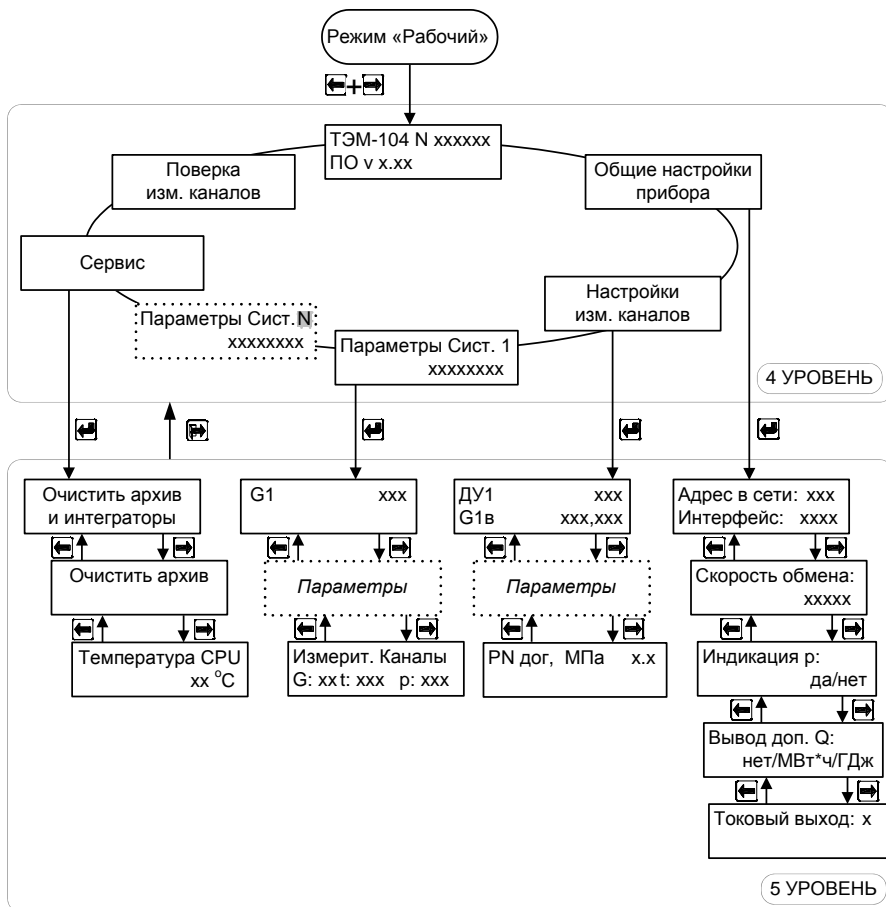 Режим «Рабочий»
+
ТЭМ-104 N xxxxxx
ПО v x.xx
Поверка
изм. каналов
Общие настройки
прибора
Сервис
Настройки
изм. каналов
Параметры Сист. N
xxxxxxxx
Параметры Сист. 1
xxxxxxxx
4 УРОВЕНЬ
Очистить архив
и интеграторы
Очистить архив
Температура CPU
xx °C
G1 xxx
Параметры
Измерит. Каналы
G: xx t: xxx p: xxx
ДУ1 xxx
G1в xxx,xxx
Параметры
PN дог, МПа x.x
Адрес в сети: xxx
Интерфейс: xxxx
Скорость обмена:
xxxxx
Индикация р:
да/нет
Вывод доп. Q:
нет/МВт*ч/ГДж
Токовый выход: x
5 УРОВЕНЬ